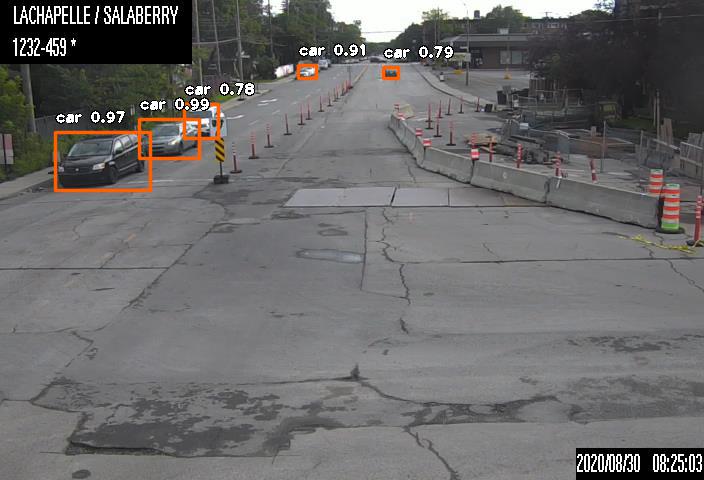 LACHAPELLE / SALABERRY
1232-459 *
car 0.91
car 0.79
car 0.78
car 0.99
car 0.97
2020/08/30 08:25:03